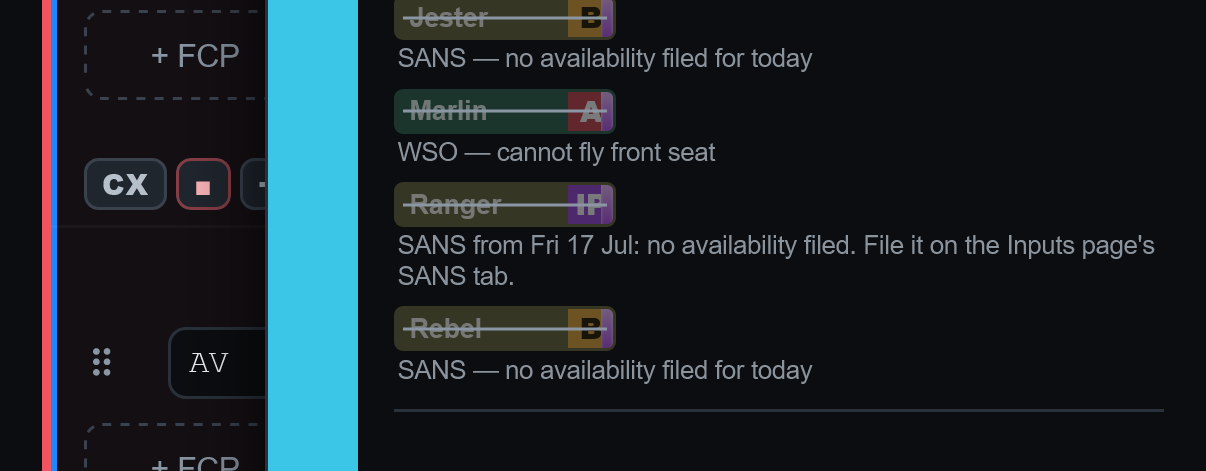 Jester B
+ FCP
SANS — no availability filed for today
Marlin A
WSO — cannot fly front seat
CX
Ranger IP
SANS from Fri 17 Jul: no availability filed. File it on the Inputs page's
SANS tab.
Rebel B
AV
SANS — no availability filed for today
+ FCP